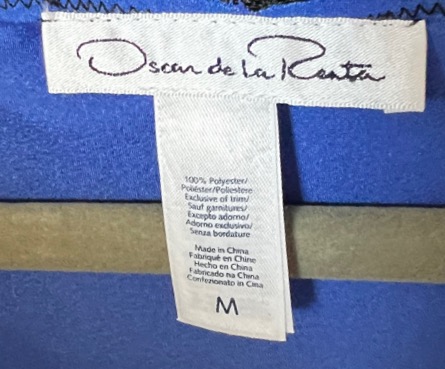 Oscar de la Renta
100% Polyester/
Poliéster/Poliestere
Exclusive of trim/
Sauf garnitures/
Excepto adorno/
Adorno exclusivo/
Senza bordature
Made in China
Fabriqué en Chine
Hecho en China
Fabricado na China
Confezionato in Cina
M